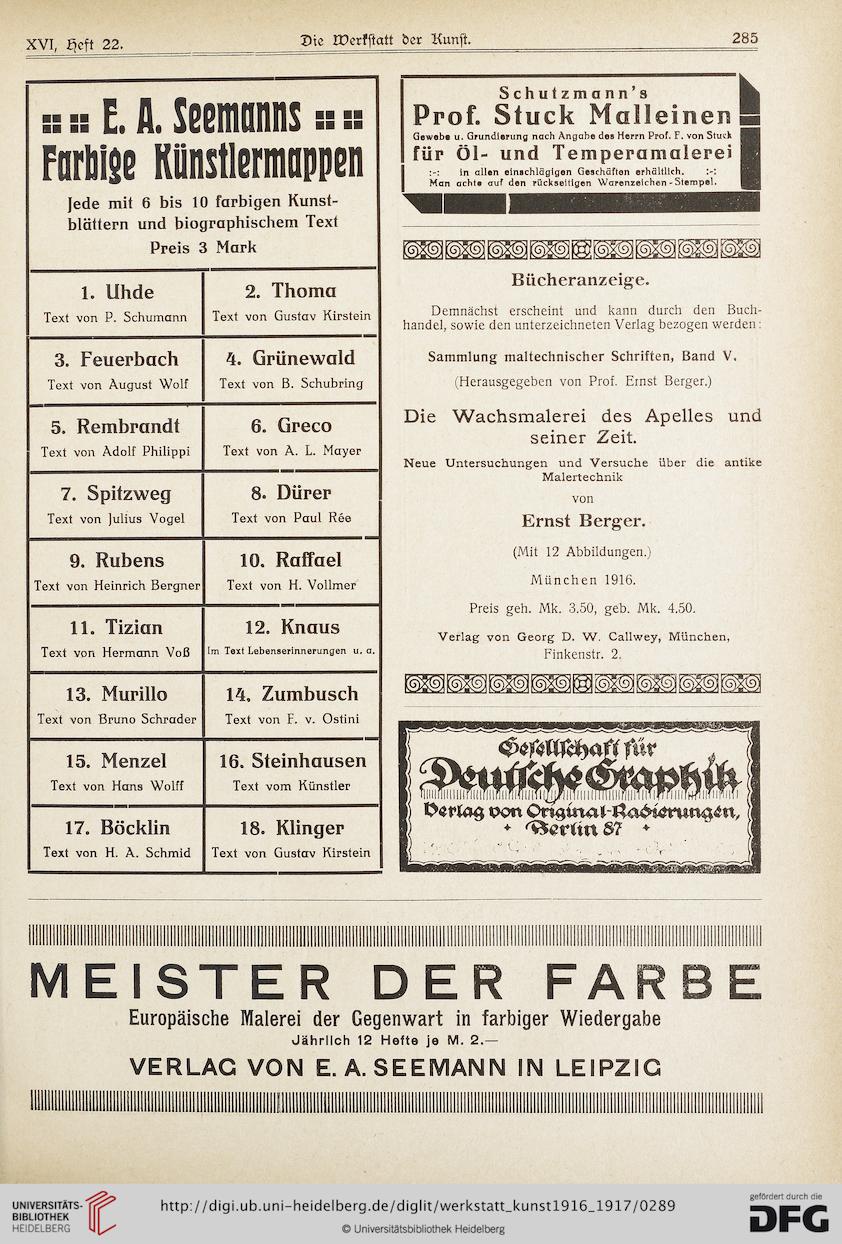 XVI, Heft 22.
Die Werkstatt der Kunst.
285
E. A. Seemanns
Farbige Künstlermappen
Jede mit 6 bis 10 farbigen Kunst-
blättern und biographischem Text
Preis 3 Mark
1. Uhde
Text von P. Schumann
2. Thoma
Text von Gustav Kirstein
3. Feuerbach
Text von August Wolf
4. Grünewald
Text von B. Schubring
5. Rembrandt
Text von Adolf Philippi
6. Greco
Text von A. L. Mayer
7. Spitzweg
Text von Julius Vogel
8. Dürer
Text von Paul Rée
9. Rubens
Text von Heinrich Bergner
10. Raffael
Text von H. Vollmer
11. Tizian
Text von Hermann Voß
12. Knaus
Im Text Lebenserinnerungen u. a.
13. Murillo
Text von Bruno Schrader
14. Zumbusch
Text von F. v. Ostini
15. Menzel
Text von Hans Wolff
16. Steinhausen
Text vom Künstler
17. Böcklin
Text von H. A. Schmid
18. Klinger
Text von Gustav Kirstein
Schutzmann's
Prof. Stuck Malleinen
Gewebe u. Grundierung nach Angabe des Herrn Prof. F. von Stuck
für Öl- und Temperamalerei
:-: in allen einschlägigen Geschäften erhältlich. :-:
Man achte auf den rückseitigen Warenzeichen-Stempel.
Bücheranzeige.
Demnächst erscheint und kann durch den Buch-
handel, sowie den unterzeichneten Verlag bezogen werden:
Sammlung maltechnischer Schriften, Band V.
(Herausgegeben von Prof. Ernst Berger.)
Die Wachsmalerei des Apelles und
seiner Zeit.
Neue Untersuchungen und Versuche über die antike
Malertechnik
von
Ernst Berger.
(Mit 12 Abbildungen.)
München 1916.
Preis geh. Mk. 3.50, geb. Mk. 4.50.
Verlag von Georg D. W. Callwey, München,
Finkenstr. 2.
Gesellschaft für
Deutsche Graphik
Verlag von Original-Radierungen,
Berlin 87
MEISTER DER FARBE
Europäische Malerei der Gegenwart in farbiger Wiedergabe
Jährlich 12 Hefte je M. 2.—
VERLAG VON E. A. SEEMANN IN LEIPZIG
UNIVERSITÄTS-
BIBLIOTHEK
HEIDELBERG
http://digi.ub.uni-heidelberg.de/diglit/werkstatt_kunst1916_1917/0289
© Universitätsbibliothek Heidelberg
gefördert durch die
DFG